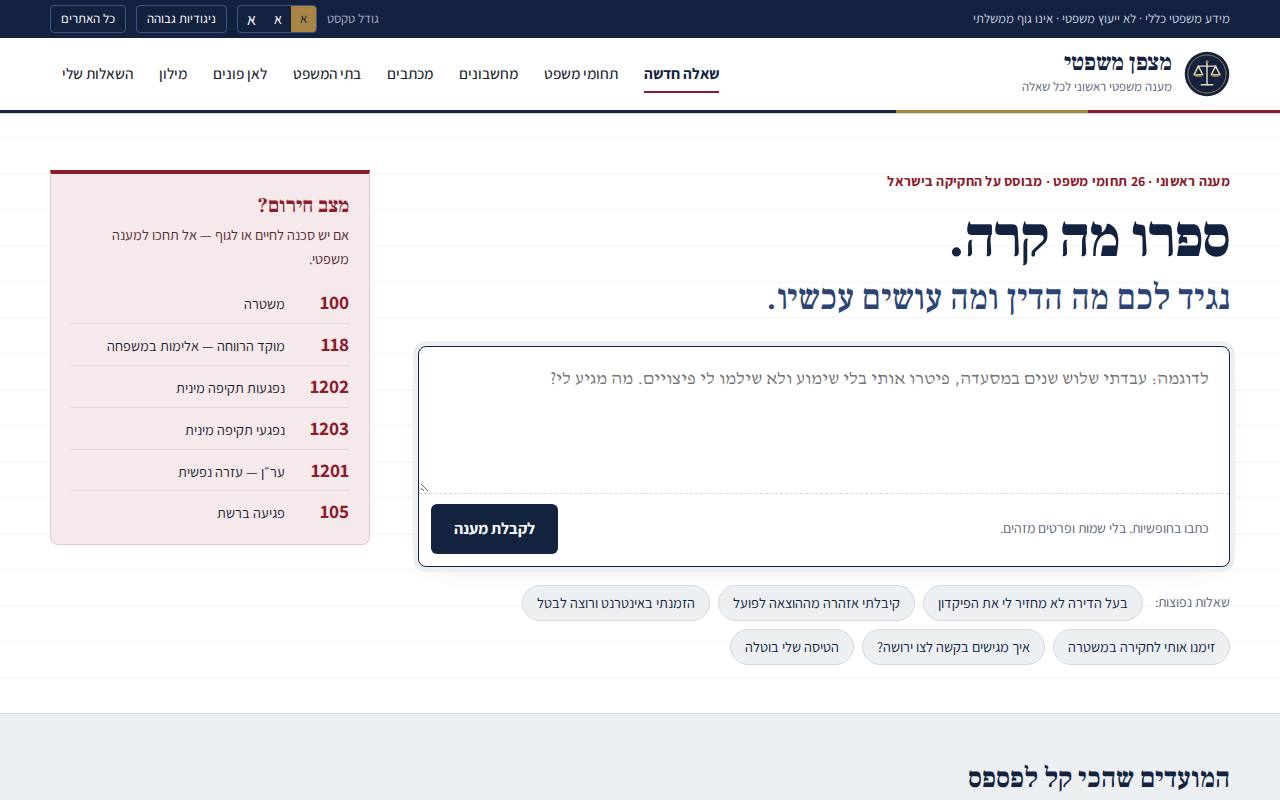 מידע משפטי כללי · לא ייעוץ משפטי · אינו גוף ממשלתי
גודל טקסט
א א א
ניגודיות גבוהה
כל האתרים
מצפן משפטי
מענה משפטי ראשוני לכל שאלה
שאלה חדשה
תחומי משפט
מחשבונים
מכתבים
בתי המשפט
לאן פונים
מילון
השאלות שלי
מענה ראשוני · 26 תחומי משפט · מבוסס על החקיקה בישראל
ספרו מה קרה.
נגיד לכם מה הדין ומה עושים עכשיו.
לדוגמה: עבדתי שלוש שנים במסעדה, פיטרו אותי בלי שימוע ולא שילמו לי פיצויים. מה מגיע לי?
כתבו בחופשיות. בלי שמות ופרטים מזהים.
לקבלת מענה
שאלות נפוצות:
בעל הדירה לא מחזיר לי את הפיקדון
קיבלתי אזהרה מההוצאה לפועל
הזמנתי באינטרנט ורוצה לבטל
זימנו אותי לחקירה במשטרה
איך מגישים בקשה לצו ירושה?
הטיסה שלי בוטלה
מצב חירום?
אם יש סכנה לחיים או לגוף — אל תחכו למענה
משפטי.
100 משטרה
118 מוקד הרווחה — אלימות במשפחה
1202 נפגעות תקיפה מינית
1203 נפגעי תקיפה מינית
1201 ער״ן — עזרה נפשית
105 פגיעה ברשת
המועדים שהכי קל לפספס